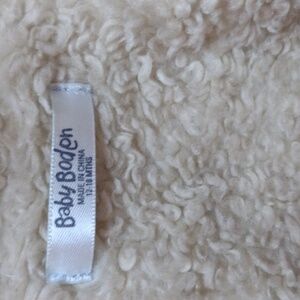 Baby Boden
MADE IN CHINA
12-18 MTHS